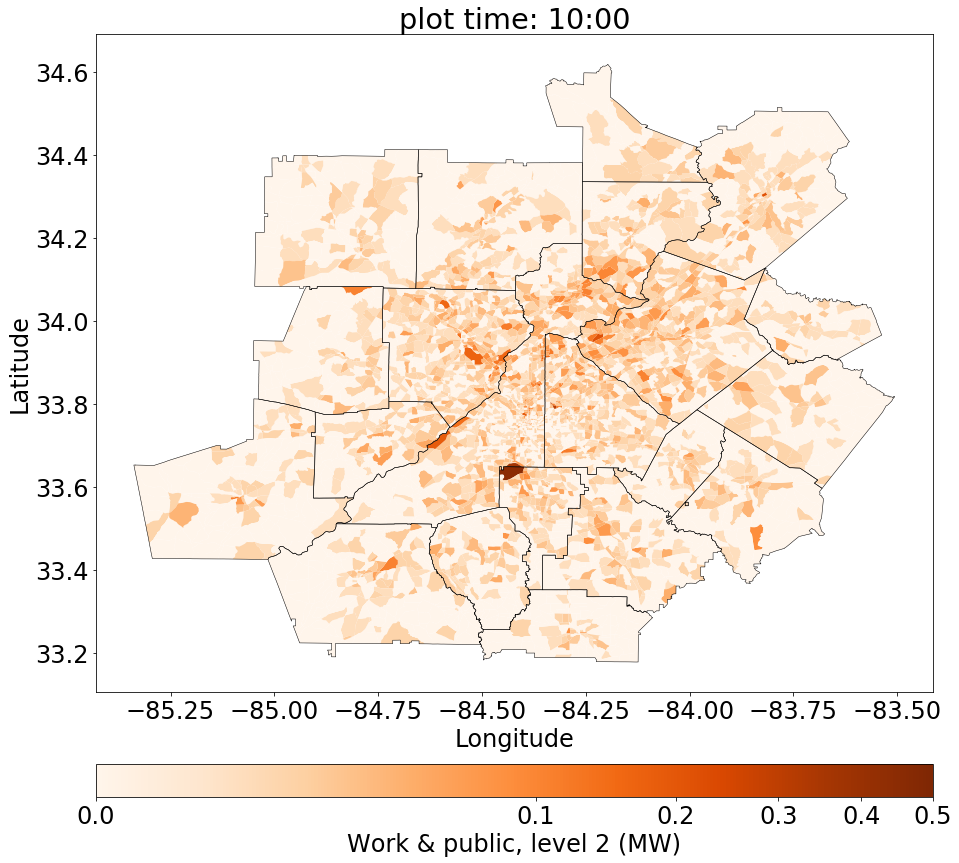 plot time: 10:00
34.6
34.4
34.2
34.0
33.8
33.6
33.4
33.2
Latitude
−85.25 −85.00 −84.75 −84.50 −84.25 −84.00 −83.75 −83.50
Longitude
0.0 0.1 0.2 0.3 0.4 0.5
Work & public, level 2 (MW)